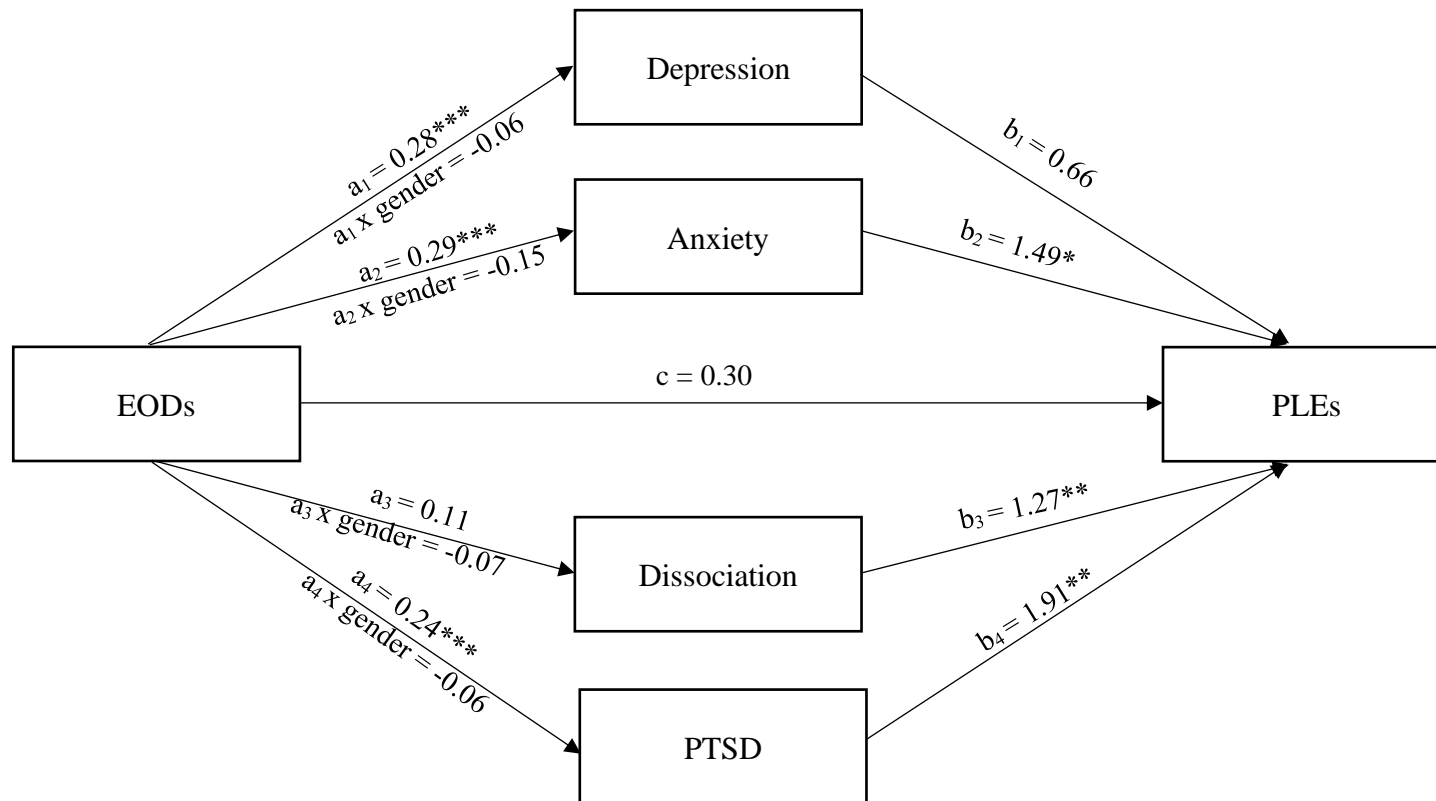 Depression
a₁ = 0.28***
a₁ x gender = -0.06
b₁ = 0.66
Anxiety
a₂ = 0.29***
a₂ x gender = -0.15
b₂ = 1.49*
EODs
c = 0.30
PLEs
a₃ = 0.11
a₃ x gender = -0.07
Dissociation
b₃ = 1.27**
a₄ = 0.24***
a₄ x gender = -0.06
b₄ = 1.91**
PTSD